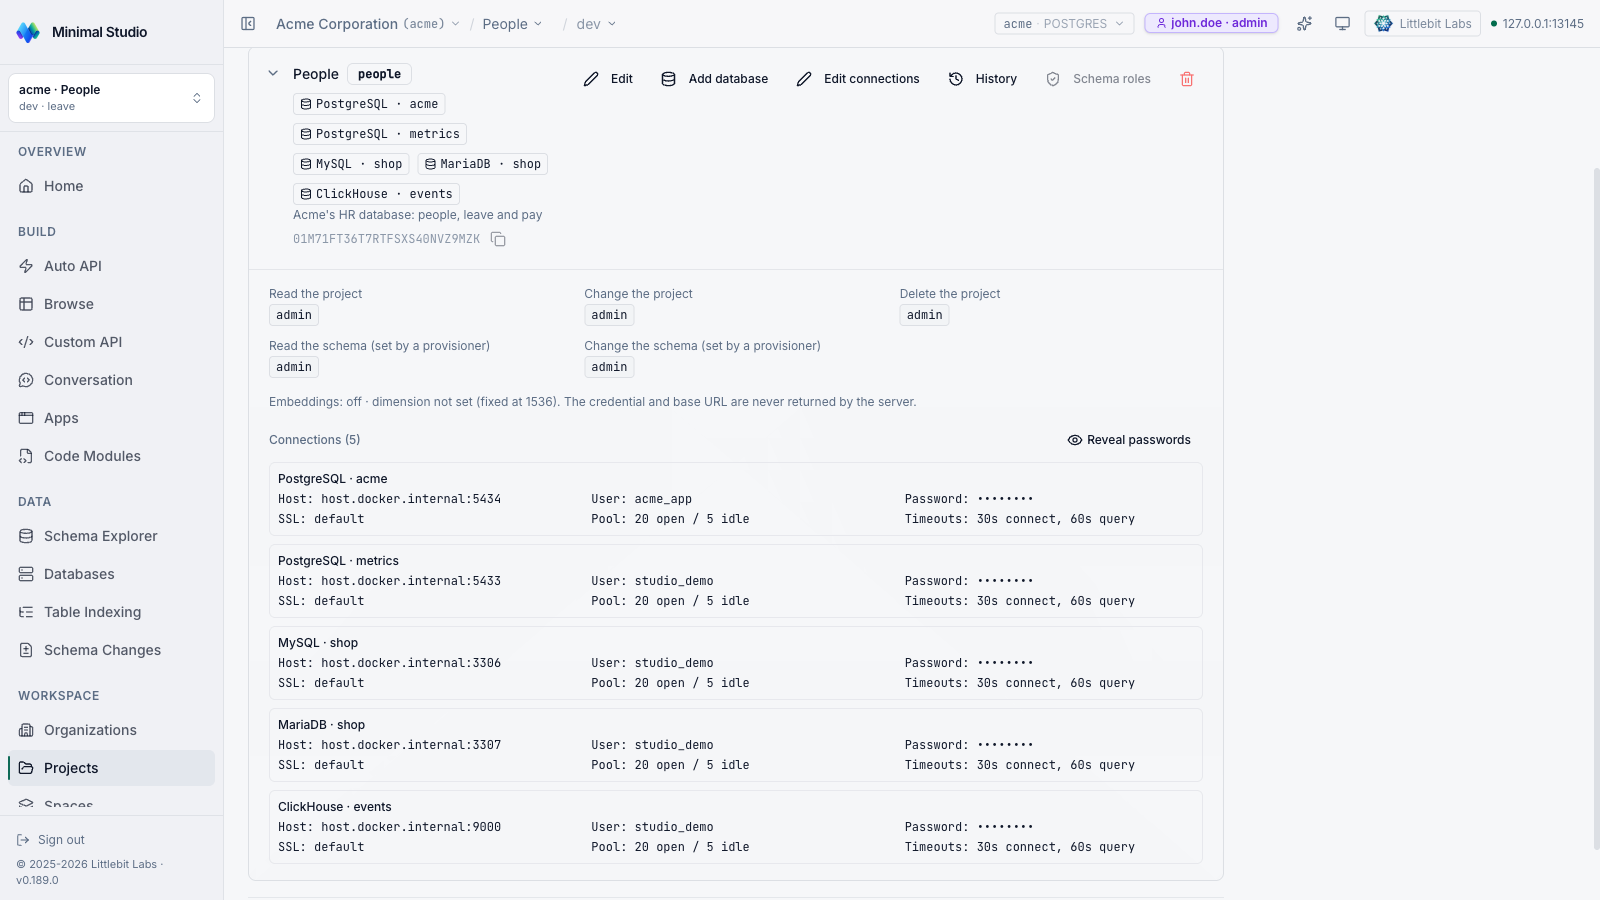 Minimal Studio
acme · People
dev · leave
OVERVIEW
Home
BUILD
Auto API
Browse
Custom API
Conversation
Apps
Code Modules
DATA
Schema Explorer
Databases
Table Indexing
Schema Changes
WORKSPACE
Organizations
Projects
Spaces
Sign out
© 2025-2026 Littlebit Labs ·
v0.189.0
Acme Corporation (acme) / People / dev
acme · POSTGRES
john.doe · admin
Littlebit Labs
127.0.0.1:13145
People people
Edit
Add database
Edit connections
History
Schema roles
PostgreSQL · acme
PostgreSQL · metrics
MySQL · shop MariaDB · shop
ClickHouse · events
Acme's HR database: people, leave and pay
01M71FT36T7RTFSXS40NVZ9MZK
Read the project Change the project Delete the project
admin admin admin
Read the schema (set by a provisioner) Change the schema (set by a provisioner)
admin admin
Embeddings: off · dimension not set (fixed at 1536). The credential and base URL are never returned by the server.
Connections (5) Reveal passwords
PostgreSQL · acme
Host: host.docker.internal:5434 User: acme_app Password: ••••••••
SSL: default Pool: 20 open / 5 idle Timeouts: 30s connect, 60s query
PostgreSQL · metrics
Host: host.docker.internal:5433 User: studio_demo Password: ••••••••
SSL: default Pool: 20 open / 5 idle Timeouts: 30s connect, 60s query
MySQL · shop
Host: host.docker.internal:3306 User: studio_demo Password: ••••••••
SSL: default Pool: 20 open / 5 idle Timeouts: 30s connect, 60s query
MariaDB · shop
Host: host.docker.internal:3307 User: studio_demo Password: ••••••••
SSL: default Pool: 20 open / 5 idle Timeouts: 30s connect, 60s query
ClickHouse · events
Host: host.docker.internal:9000 User: studio_demo Password: ••••••••
SSL: default Pool: 20 open / 5 idle Timeouts: 30s connect, 60s query